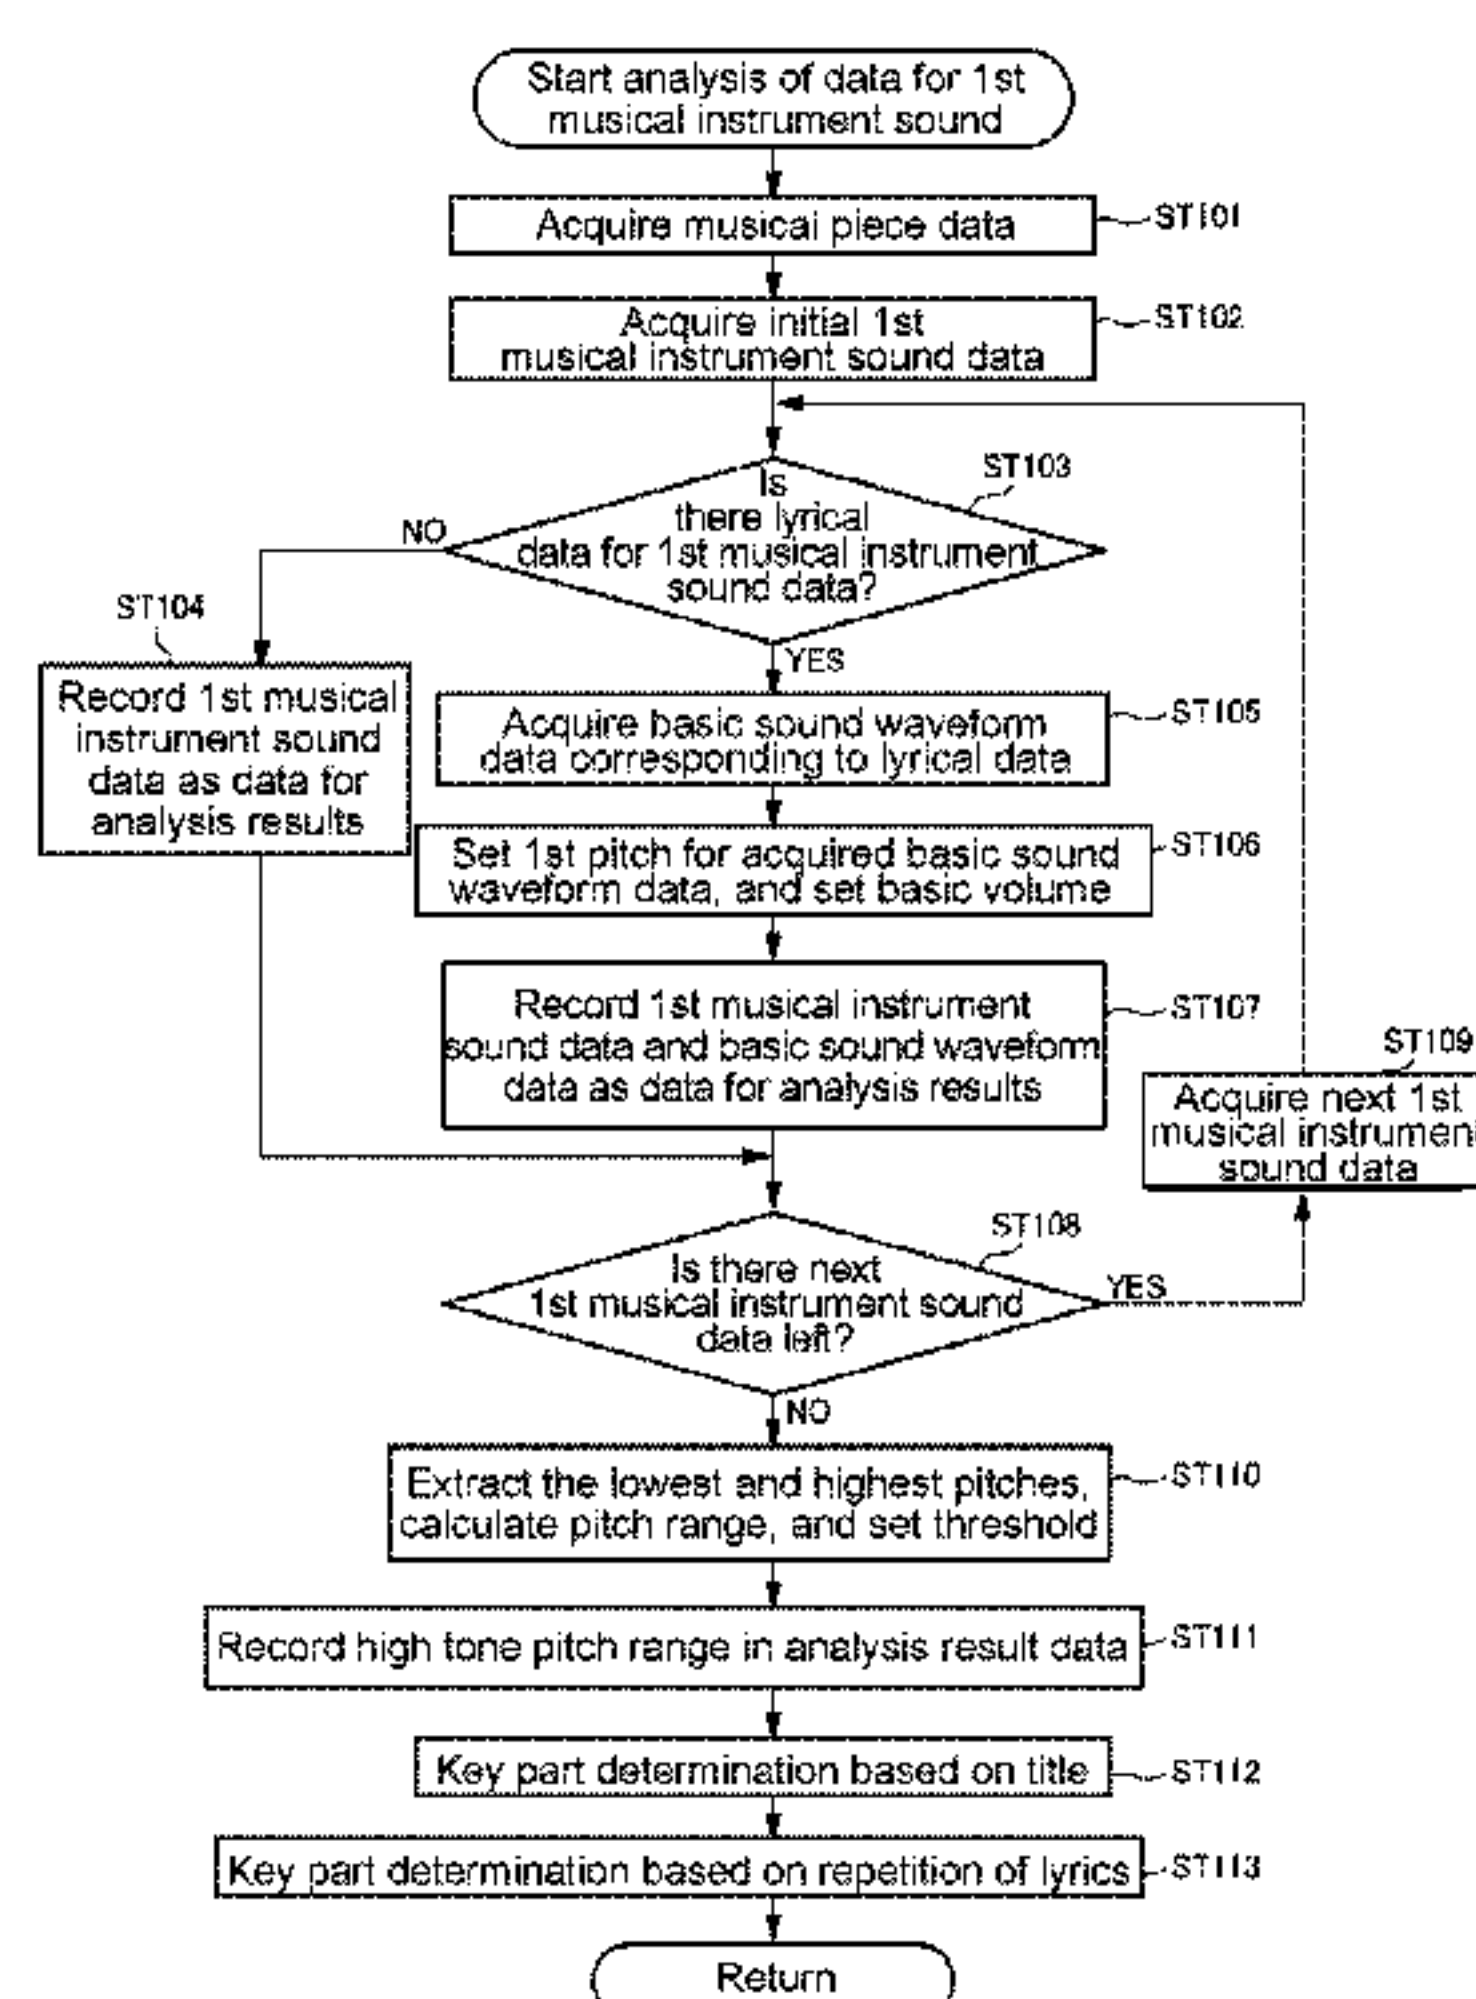 Start analysis of data for 1st
musical instrument sound
Acquire musical piece data
ST101
Acquire initial 1st
musical instrument sound data
ST102
ST103
Is
there lyrical
data for 1st musical instrument
sound data?
NO
YES
ST104
Record 1st musical
instrument sound
data as data for
analysis results
Acquire basic sound waveform
data corresponding to lyrical data
ST105
Set 1st pitch for acquired basic sound
waveform data, and set basic volume
ST106
Record 1st musical instrument
sound data and basic sound waveform
data as data for analysis results
ST107
ST109
Acquire next 1st
musical instrument
sound data
ST108
Is there next
1st musical instrument sound
data left?
YES
NO
Extract the lowest and highest pitches,
calculate pitch range, and set threshold
ST110
Record high tone pitch range in analysis result data
ST111
Key part determination based on title
ST112
Key part determination based on repetition of lyrics
ST113
Return